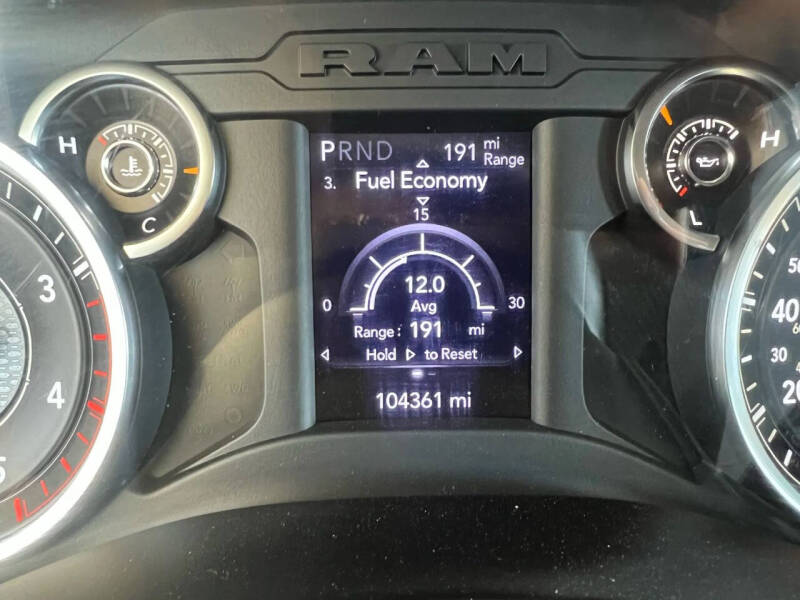 RAM
PRND
191 mi Range
3. Fuel Economy
15
H
C
H
L
0
12.0
30
Avg
Range: 191 mi
Hold to Reset
104361 mi
3
4
5
50
40
30
20